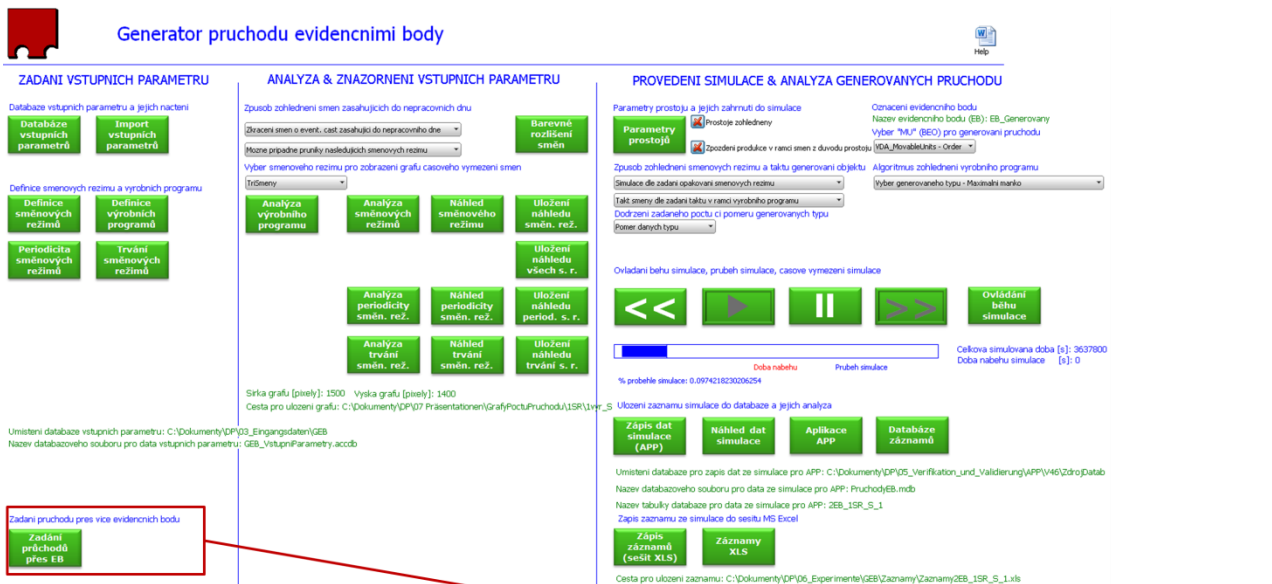 Generator pruchodu evidencnimi body
Help
ZADANI VSTUPNICH PARAMETRU
Databaze vstupnich parametru a jejich nacteni
Databáze vstupních parametrů
Import vstupních parametrů
Definice smenovych rezimu a vyrobnich programu
Definice směnových režimů
Definice výrobních programů
Periodicita směnových režimů
Trvání směnových režimů
Umisteni databaze vstupnich parametru: C:\Dokumenty\DP\03_Eingangsdaten\GEB
Nazev databazoveho souboru pro data vstupnich parametru: GEB_VstupniParametry.accdb
Zadani pruchodu pres vice evidencnich bodu
Zadání průchodů přes EB
ANALYZA & ZNAZORNENI VSTUPNICH PARAMETRU
Zpusob zohledneni smen zasahujicich do nepracovnich dnu
Zkraceni smen o event. cast zasahujici do nepracovniho dne
Mozne pripadne pruniky nasledujicich smenovych rezimu
Barevné rozlišení směn
Vyber smenoveho rezimu pro zobrazeni grafu casoveho vymezeni smen
TriSmeny
Analýza výrobního programu
Analýza směnových režimů
Náhled směnového režimu
Uložení náhledu směn. rež.
Uložení náhledu všech s. r.
Analýza periodicity směn. rež.
Náhled periodicity směn. rež.
Uložení náhledu period. s. r.
Analýza trvání směn. rež.
Náhled trvání směn. rež.
Uložení náhledu trvání s. r.
Sirka grafu [pixely]: 1500 Vyska grafu [pixely]: 1400
Cesta pro ulozeni grafu: C:\Dokumenty\DP\07 Präsentationen\GrafyPoctuPruchodu\1SR\1vyr_S
PROVEDENI SIMULACE & ANALYZA GENEROVANYCH PRUCHODU
Parametry prostoju a jejich zahrnuti do simulace
Parametry prostojů
Prostoje zohledneny
Zpozdeni produkce v ramci smen z duvodu prostoju
Oznaceni evidencniho bodu
Nazev evidencniho bodu (EB): EB_Generovany
Vyber "MU" (BEO) pro generovani pruchodu
VDA_MovableUnits - Order
Zpusob zohledneni smenovych rezimu a taktu generovani objektu
Simulace dle zadani opakovani smenovych rezimu
Takt smeny dle zadani taktu v ramci vyrobniho programu
Algoritmus zohledneni vyrobniho programu
Vyber generovaneho typu - Maximalni manko
Dodrzeni zadaneho poctu ci pomeru generovanych typu
Pomer danych typu
Ovladani behu simulace, prubeh simulace, casove vymezeni simulace
<<
>>
Ovládání běhu simulace
Doba nabehu
Prubeh simulace
Celkova simulovana doba [s]: 3637800
Doba nabehu simulace [s]: 0
% probehle simulace: 0.0974218230206254
Ulozeni zaznamu simulace do databaze a jejich analyza
Zápis dat simulace (APP)
Náhled dat simulace
Aplikace APP
Databáze záznamů
Umisteni databaze pro zapis dat ze simulace pro APP: C:\Dokumenty\DP\05_Verifikation_und_Validierung\APP\V46\ZdrojDatab
Nazev databazoveho souboru pro data ze simulace pro APP: PruchodyEB.mdb
Nazev tabulky databaze pro data ze simulace pro APP: 2EB_1SR_S_1
Zapis zaznamu ze simulace do sesitu MS Excel
Zápis záznamů (sešit XLS)
Záznamy XLS
Cesta pro ulozeni zaznamu: C:\Dokumenty\DP\06_Experimente\GEB\Zaznamy\Zaznamy2EB_1SR_S_1.xls